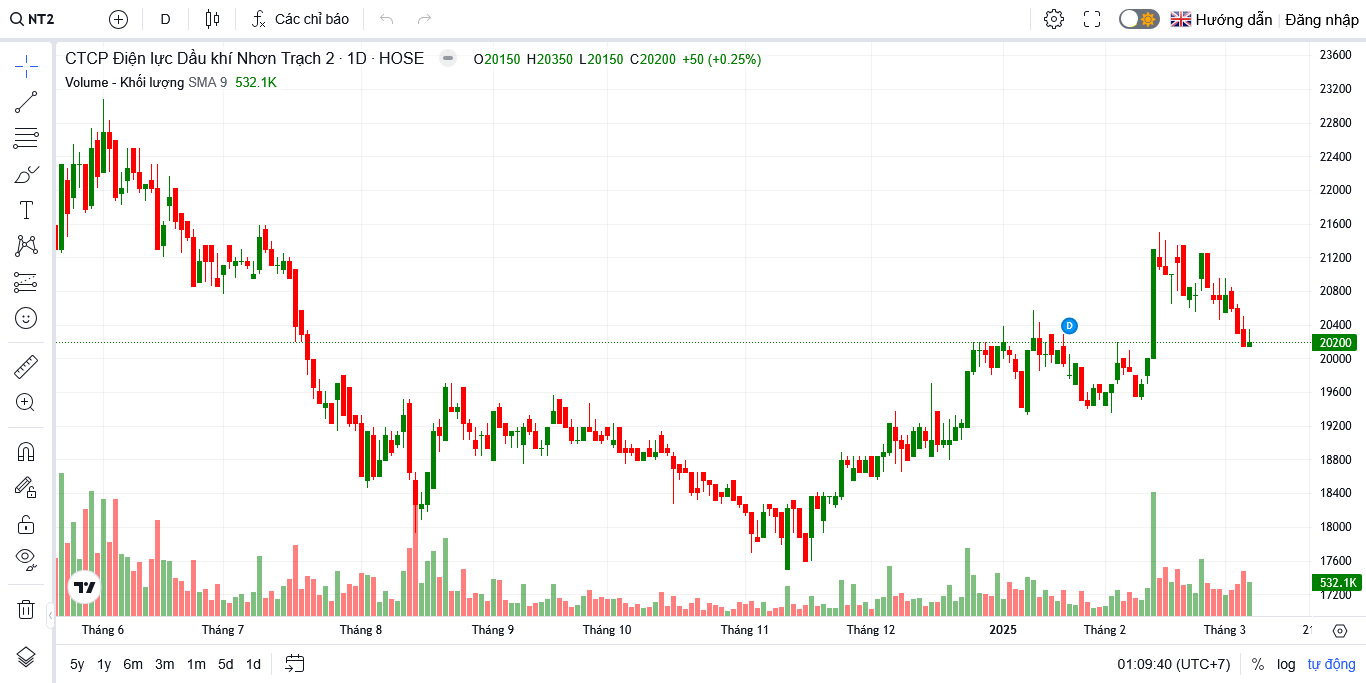 NT2 D Các chỉ báo Hướng dẫn Đăng nhập
CTCP Điện lực Dầu khí Nhơn Trạch 2 · 1D · HOSE O20150 H20350 L20150 C20200 +50 (+0.25%)
Volume - Khối lượng SMA 9 532.1K
23600
23200
22800
22400
22000
21600
21200
20800
20400
20200
20000
19600
19200
18800
18400
18000
17600
532.1K
17200
D
Tháng 6 Tháng 7 Tháng 8 Tháng 9 Tháng 10 Tháng 11 Tháng 12 2025 Tháng 2 Tháng 3
5y 1y 6m 3m 1m 5d 1d 01:09:40 (UTC+7) % log tự động